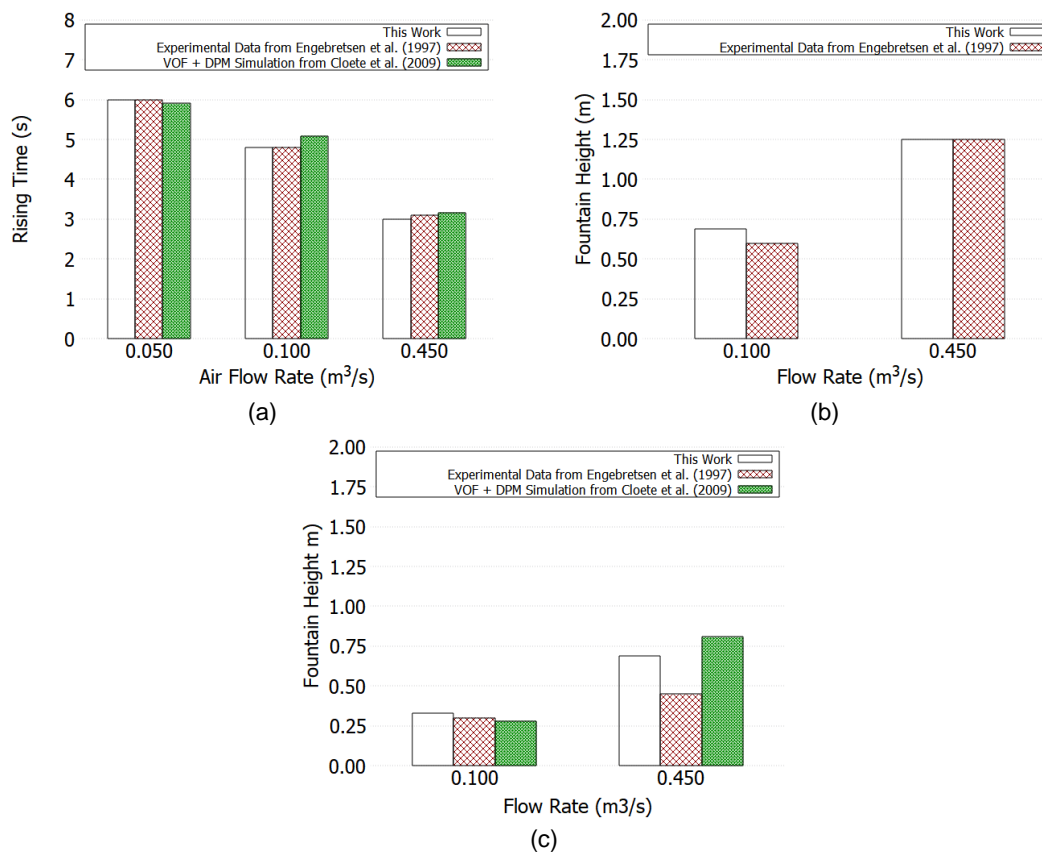 8
7
6
5
4
3
2
1
0
Rising Time (s)
This Work
Experimental Data from Engebretsen et al. (1997)
VOF + DPM Simulation from Cloete et al. (2009)
0.050 0.100 0.450
Air Flow Rate (m³/s)
(a)
2.00
1.75
1.50
1.25
1.00
0.75
0.50
0.25
0.00
Fountain Height (m)
This Work
Experimental Data from Engebretsen et al. (1997)
0.100 0.450
Flow Rate (m³/s)
(b)
2.00
1.75
1.50
1.25
1.00
0.75
0.50
0.25
0.00
Fountain Height m)
This Work
Experimental Data from Engebretsen et al. (1997)
VOF + DPM Simulation from Cloete et al. (2009)
0.100 0.450
Flow Rate (m3/s)
(c)